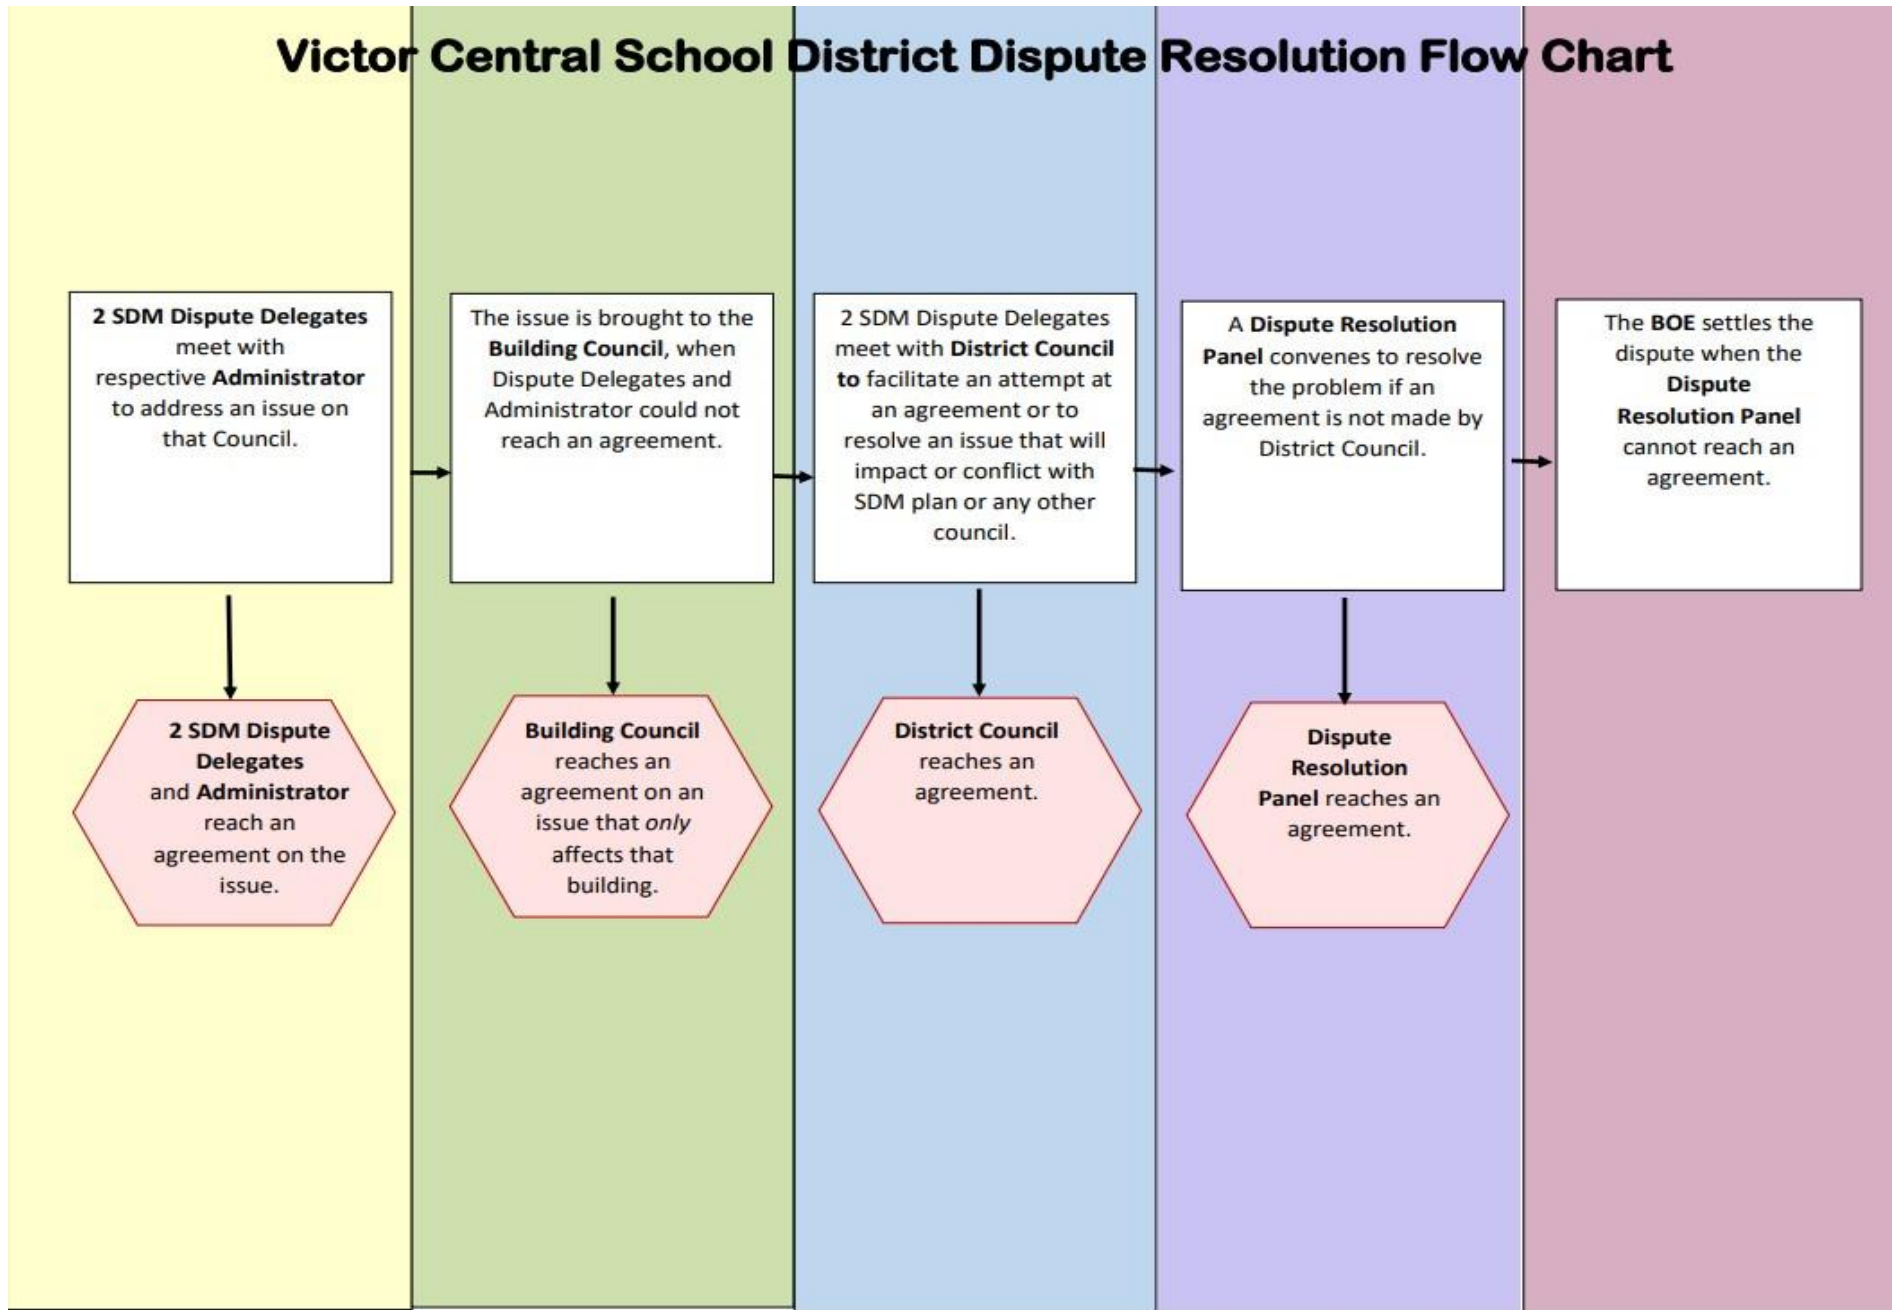 Victor Central School District Dispute Resolution Flow Chart
2 SDM Dispute Delegates
meet with
respective Administrator
to address an issue on
that Council.
The issue is brought to the
Building Council, when
Dispute Delegates and
Administrator could not
reach an agreement.
2 SDM Dispute Delegates
meet with District Council
to facilitate an attempt at
an agreement or to
resolve an issue that will
impact or conflict with
SDM plan or any other
council.
A Dispute Resolution
Panel convenes to resolve
the problem if an
agreement is not made by
District Council.
The BOE settles the
dispute when the
Dispute
Resolution Panel
cannot reach an
agreement.
2 SDM Dispute
Delegates
and Administrator
reach an
agreement on the
issue.
Building Council
reaches an
agreement on an
issue that only
affects that
building.
District Council
reaches an
agreement.
Dispute
Resolution
Panel reaches an
agreement.